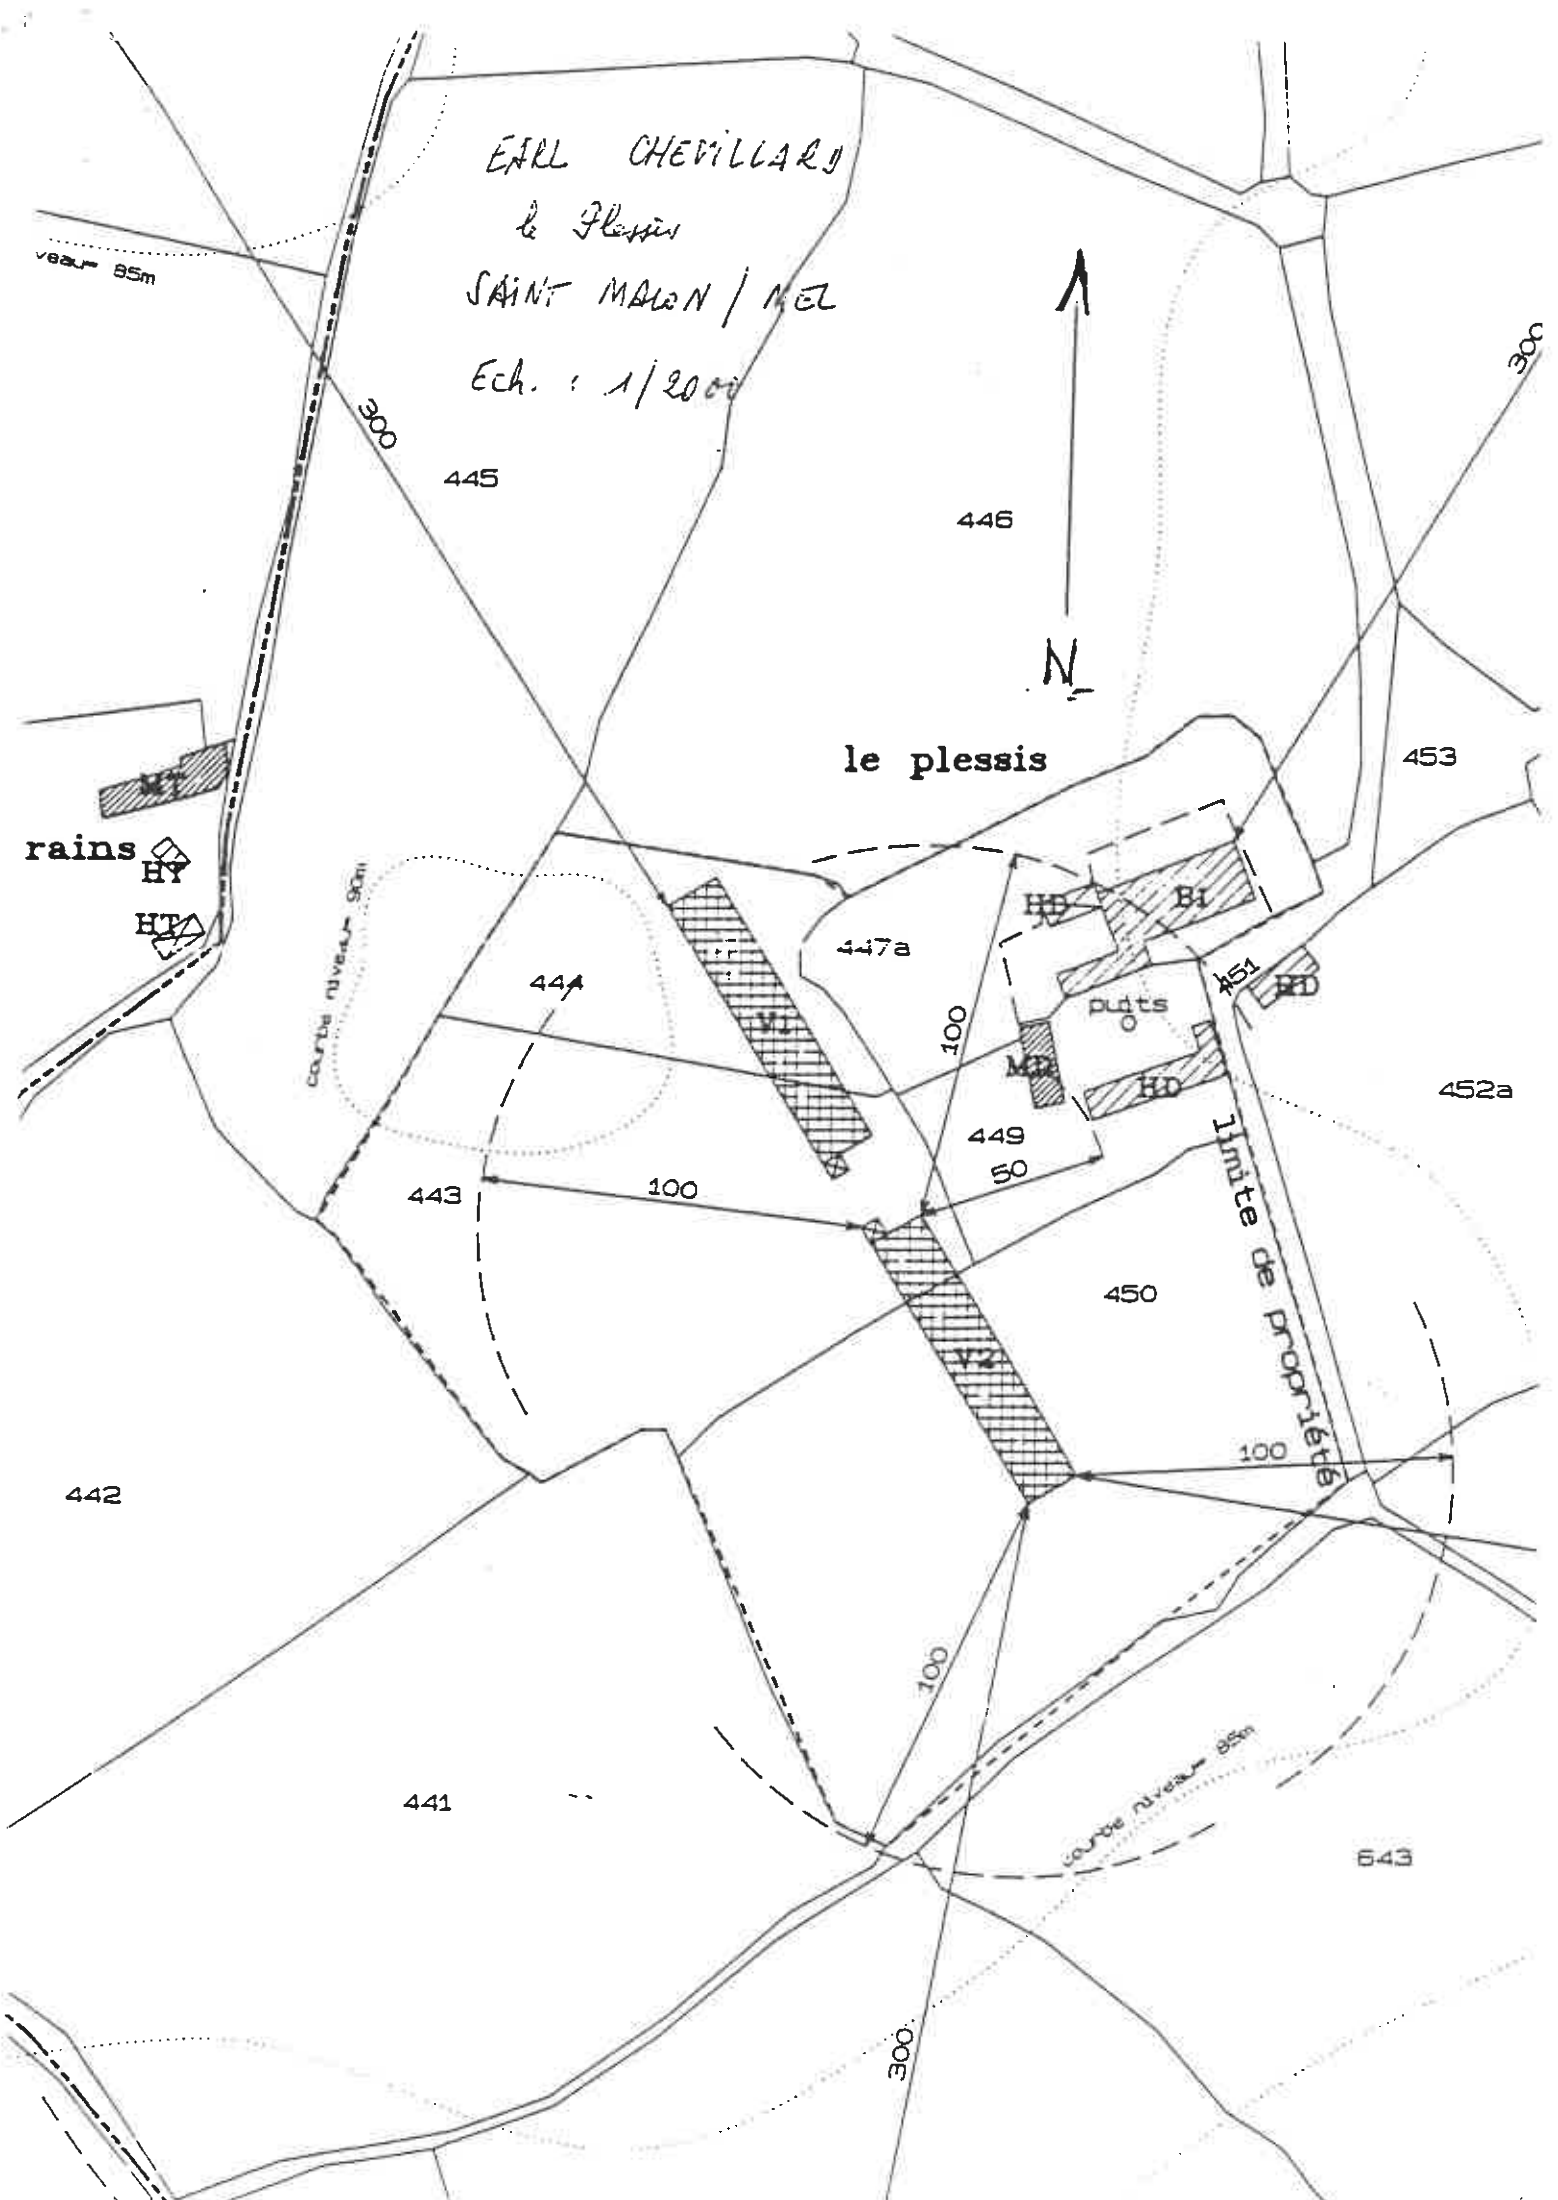 EARL CHEVILLARD
le Plessis
SAINT MALON / MEL
Ech. : 1/2000
veau= 85m
300
300
445
446
N
le plessis
453
MT
rains
HT
HT
courbe niveau= 90m
444
447a
HD
B1
451
HD
puits
V1
100
MD
HD
452a
449
50
443
100
limite de propriété
450
V2
100
442
100
441
courbe niveau= 85m
643
300